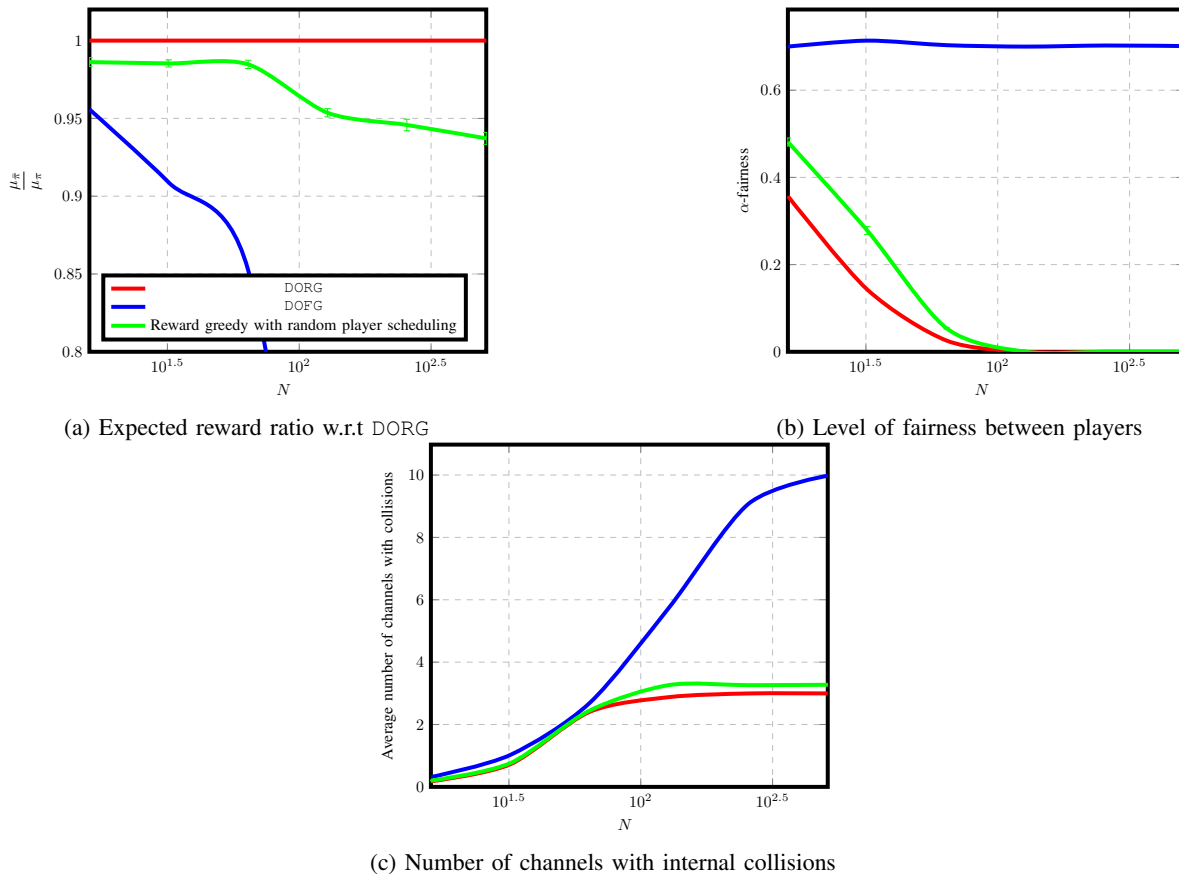 1
0.95
0.9
0.85
0.8
μ_π̄ / μ_π
DORG
DOFG
Reward greedy with random player scheduling
10^1.5 10^2 10^2.5
N
(a) Expected reward ratio w.r.t DORG
0.6
0.4
0.2
0
α-fairness
10^1.5 10^2 10^2.5
N
(b) Level of fairness between players
10
8
6
4
2
0
Average number of channels with collisions
10^1.5 10^2 10^2.5
N
(c) Number of channels with internal collisions